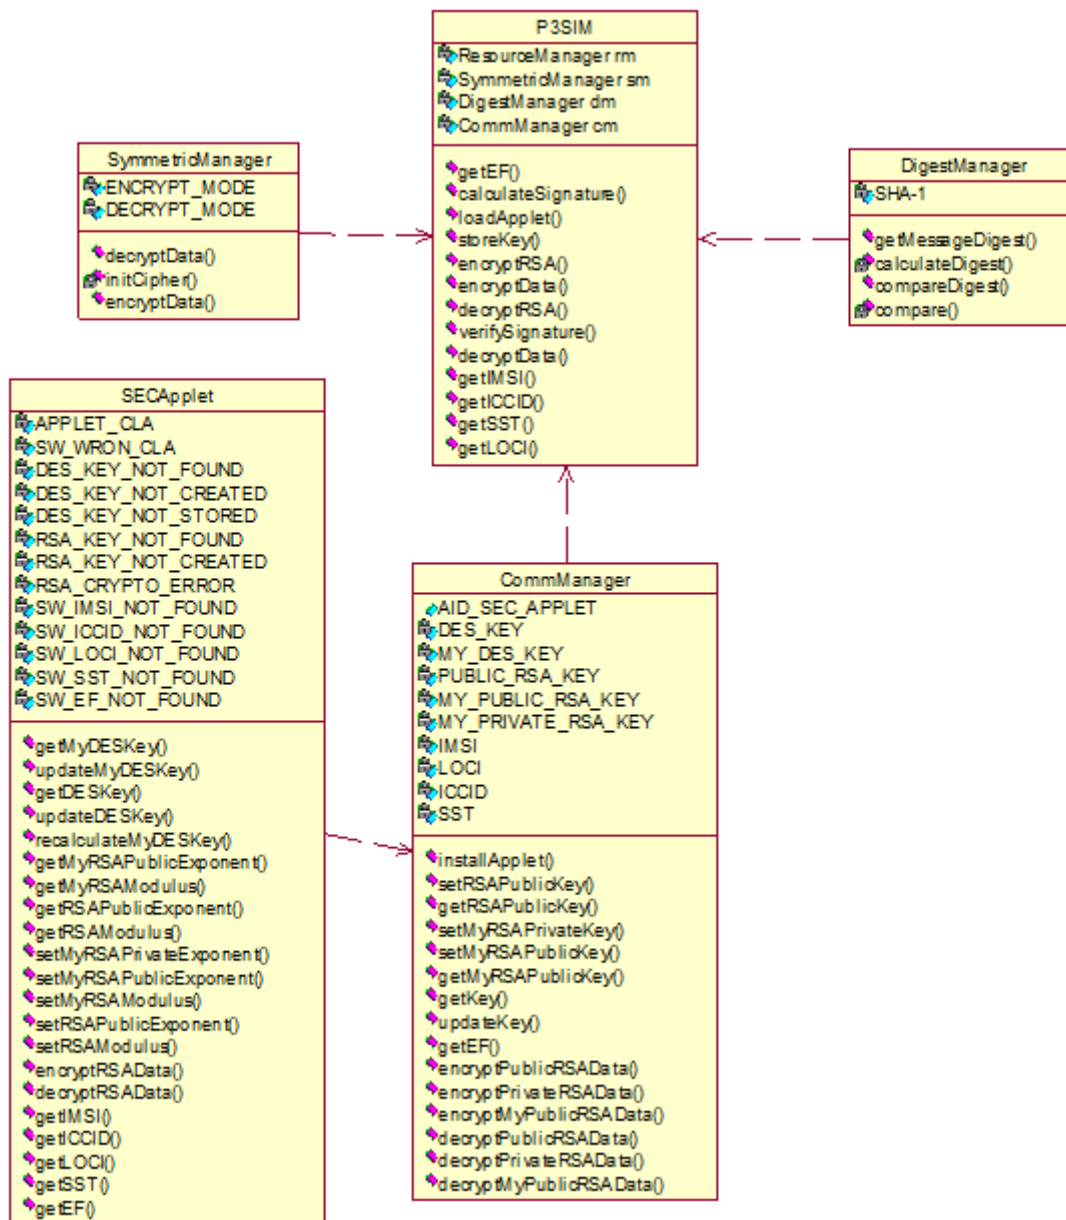 P3SIM
ResourceManager rm
SymmetricManager sm
DigestManager dm
CommManager cm
getEF()
calculateSignature()
loadApplet()
storeKey()
encryptRSA()
encryptData()
decryptRSA()
verifySignature()
decryptData()
getIMSI()
getICCID()
getSST()
getLOCI()
SymmetricManager
ENCRYPT_MODE
DECRYPT_MODE
decryptData()
initCipher()
encryptData()
DigestManager
SHA-1
getMessageDigest()
calculateDigest()
compareDigest()
compare()
SECApplet
APPLET_CLA
SW_WRON_CLA
DES_KEY_NOT_FOUND
DES_KEY_NOT_CREATED
DES_KEY_NOT_STORED
RSA_KEY_NOT_FOUND
RSA_KEY_NOT_CREATED
RSA_CRYPTO_ERROR
SW_IMSI_NOT_FOUND
SW_ICCID_NOT_FOUND
SW_LOCI_NOT_FOUND
SW_SST_NOT_FOUND
SW_EF_NOT_FOUND
getMyDESKey()
updateMyDESKey()
getDESKey()
updateDESKey()
recalculateMyDESKey()
getMyRSAPublicExponent()
getMyRSAModulus()
getRSAPublicExponent()
getRSAModulus()
setMyRSAPrivateExponent()
setMyRSAPublicExponent()
setMyRSAModulus()
setRSAPublicExponent()
setRSAModulus()
encryptRSAData()
decryptRSAData()
getIMSI()
getICCID()
getLOCI()
getSST()
getEF()
CommManager
AID_SEC_APPLET
DES_KEY
MY_DES_KEY
PUBLIC_RSA_KEY
MY_PUBLIC_RSA_KEY
MY_PRIVATE_RSA_KEY
IMSI
LOCI
ICCID
SST
installApplet()
setRSAPublicKey()
getRSAPublicKey()
setMyRSAPrivateKey()
setMyRSAPublicKey()
getMyRSAPublicKey()
getKey()
updateKey()
getEF()
encryptPublicRSAData()
encryptPrivateRSAData()
encryptMyPublicRSAData()
decryptPublicRSAData()
decryptPrivateRSAData()
decryptMyPublicRSAData()